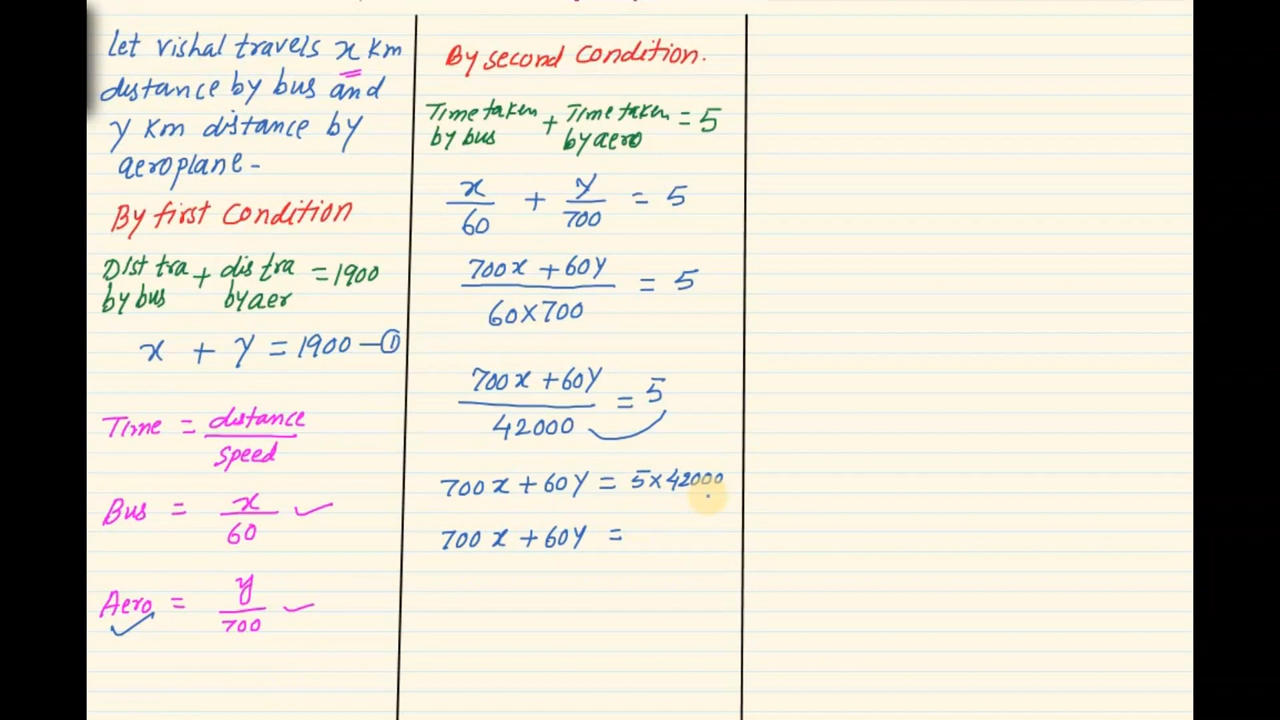 Let vishal travels x km
distance by bus and
y km distance by
aeroplane -
By first condition
Dist tra by bus + dis tra by aer = 1900
x + y = 1900 — ①
Time = distance / speed
Bus = x / 60 ✓
Aero = y / 700 ✓
By second condition.
Time taken by bus + Time taken by aero = 5
x / 60 + y / 700 = 5
700x + 60y / 60 × 700 = 5
700x + 60y / 42000 = 5
700x + 60y = 5 × 42000
700x + 60y =